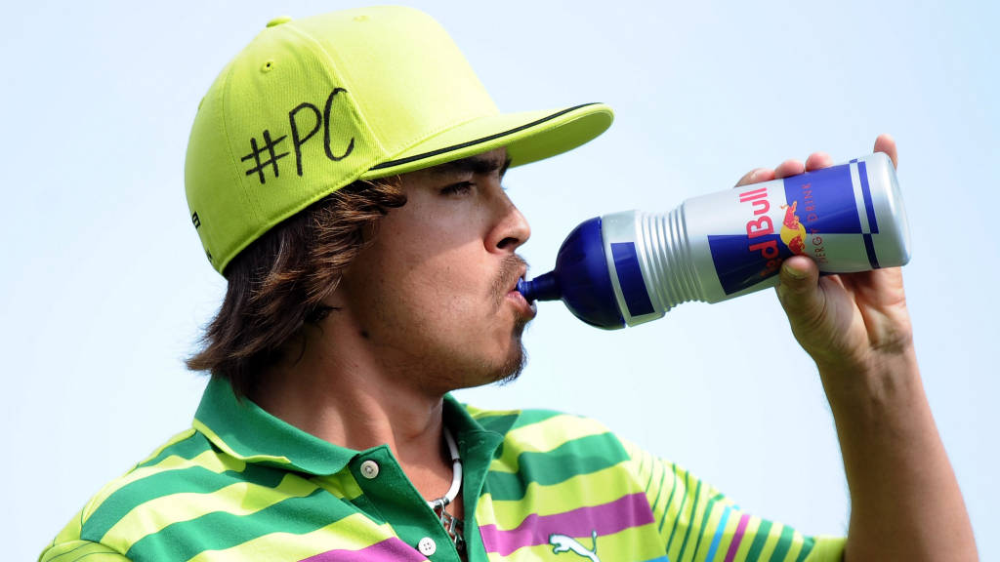 #PC
Red Bull
ENERGY DRINK